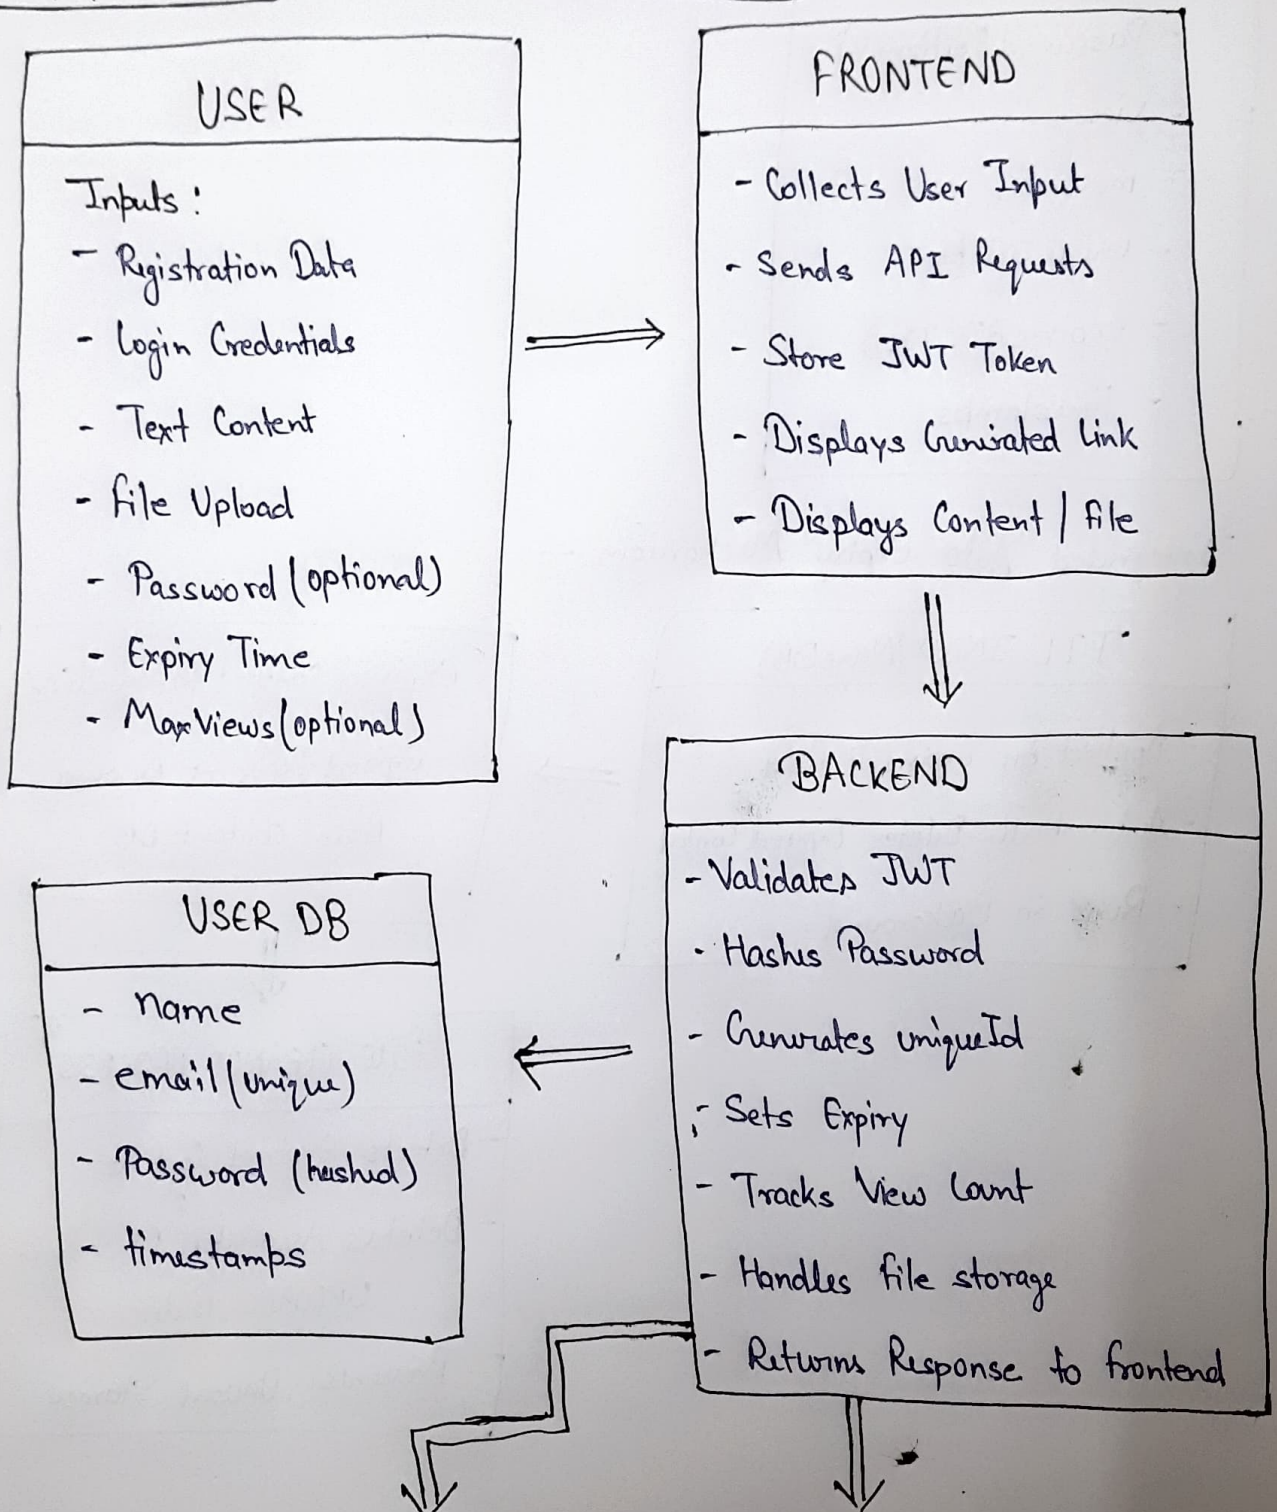 USER
Inputs :
- Registration Data
- Login Credentials
- Text Content
- File Upload
- Password (optional)
- Expiry Time
- Max Views (optional)
FRONTEND
- Collects User Input
- Sends API Requests
- Store JWT Token
- Displays Generated Link
- Displays Content / File
BACKEND
- Validates JWT
- Hashes Password
- Generates uniqueId
- Sets Expiry
- Tracks View Count
- Handles file storage
- Returns Response to frontend
USER DB
- name
- email (unique)
- Password (hashed)
- timestamps